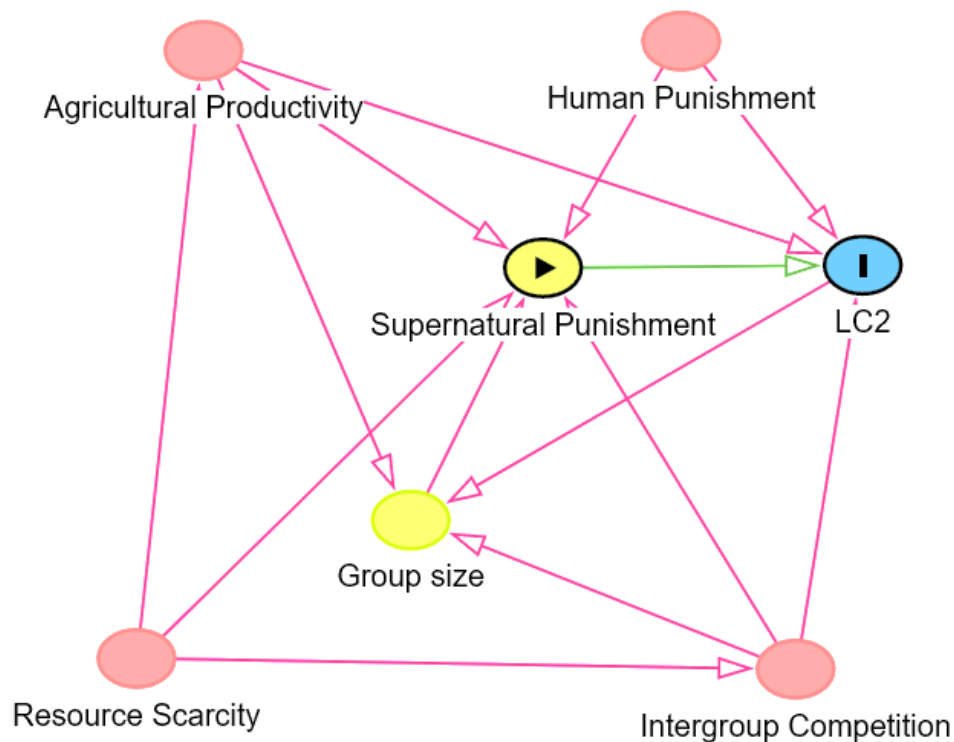 Agricultural Productivity
Human Punishment
Supernatural Punishment
LC2
Group size
Resource Scarcity
Intergroup Competition